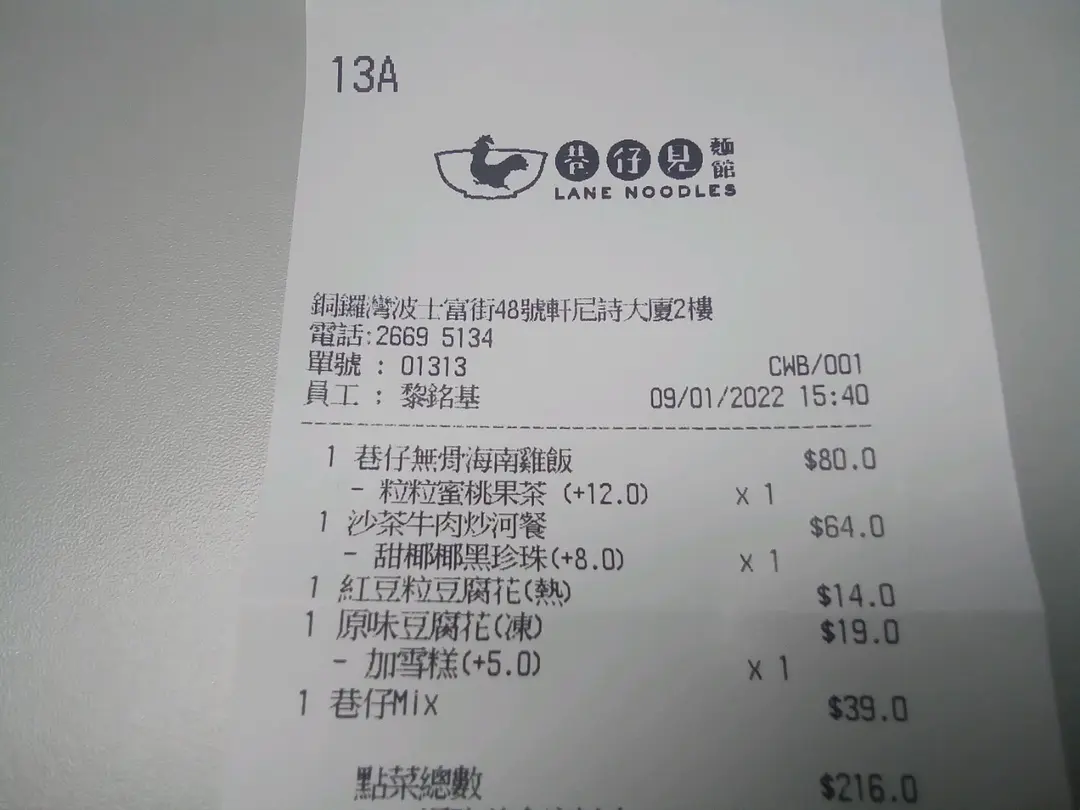 13A
巷仔見 麵館
LANE NOODLES
銅鑼灣波士富街48號軒尼詩大廈2樓
電話:2669 5134
單號 : 01313 CWB/001
員工 : 黎銘基 09/01/2022 15:40
1 巷仔無骨海南雞飯 $80.0
- 粒粒蜜桃果茶 (+12.0) x 1
1 沙茶牛肉炒河餐 $64.0
- 甜椰椰黑珍珠(+8.0) x 1
1 紅豆粒豆腐花(熱) $14.0
1 原味豆腐花(凍) $19.0
- 加雪糕(+5.0) x 1
1 巷仔Mix $39.0
點菜總數 $216.0